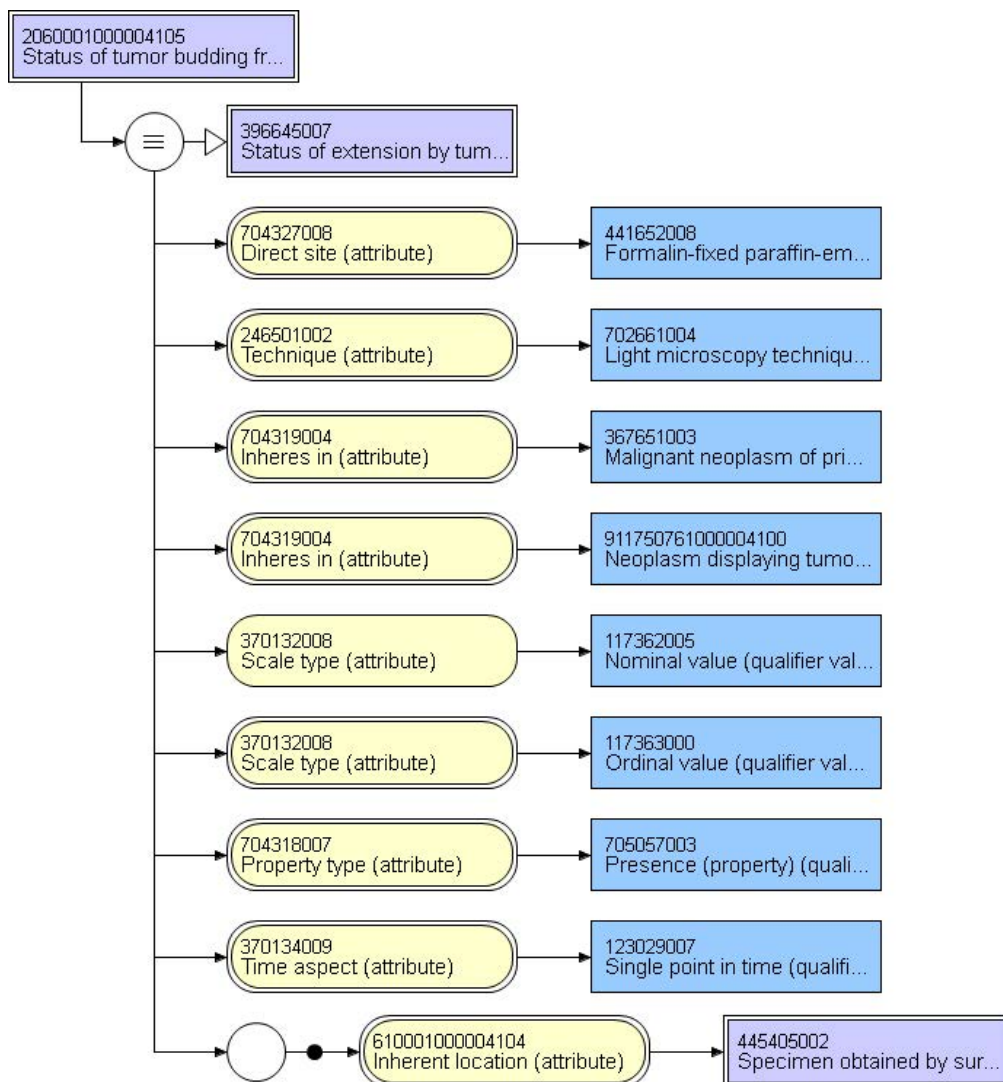 2060001000004105
Status of tumor budding fr...
396645007
Status of extension by tum...
704327008
Direct site (attribute)
441652008
Formalin-fixed paraffin-em...
246501002
Technique (attribute)
702661004
Light microscopy techniqu...
704319004
Inheres in (attribute)
367651003
Malignant neoplasm of pri...
704319004
Inheres in (attribute)
911750761000004100
Neoplasm displaying tumo...
370132008
Scale type (attribute)
117362005
Nominal value (qualifier val...
370132008
Scale type (attribute)
117363000
Ordinal value (qualifier val...
704318007
Property type (attribute)
705057003
Presence (property) (quali...
370134009
Time aspect (attribute)
123029007
Single point in time (qualifi...
610001000004104
Inherent location (attribute)
445405002
Specimen obtained by sur...